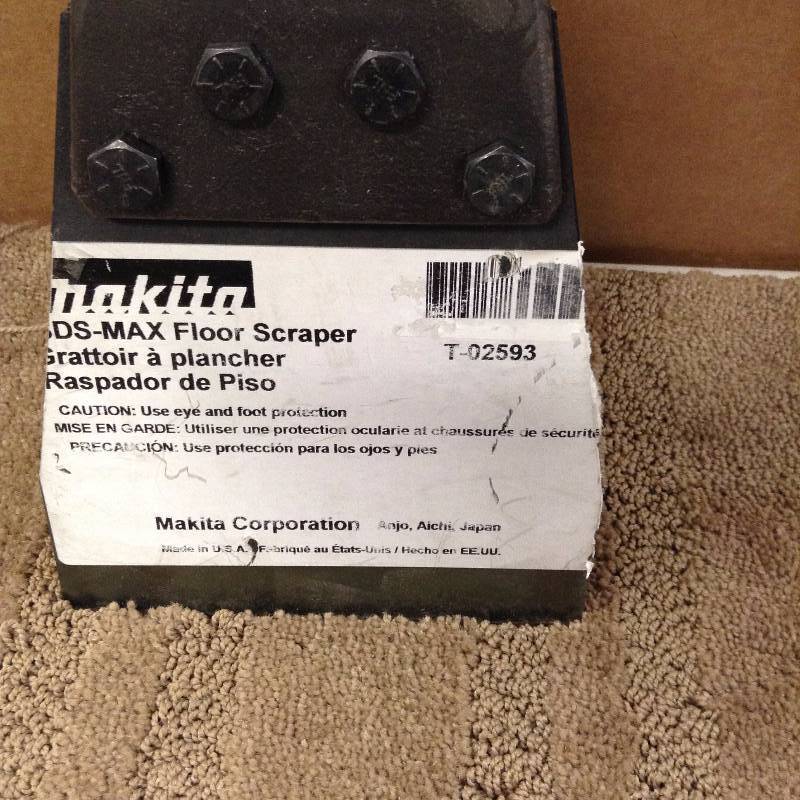 makita
SDS-MAX Floor Scraper
Grattoir à plancher
Raspador de Piso
T-02593
CAUTION: Use eye and foot protection
MISE EN GARDE: Utiliser une protection ocularie at chaussures de sécurité
PRECAUCIÓN: Use protección para los ojos y pies
Makita Corporation Anjo, Aichi, Japan
Made in U.S.A. Fabriqué au États-Unis / Hecho en EE.UU.